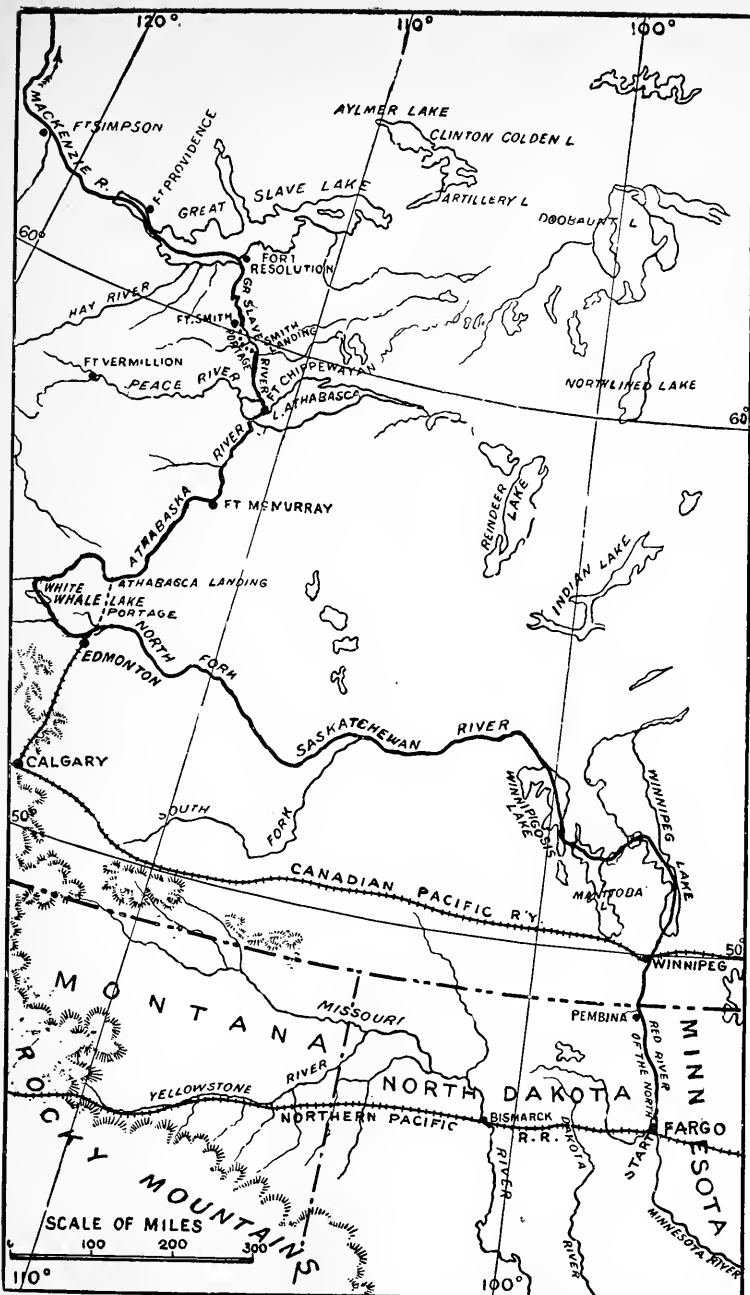 120°
110°
100°
AYLMER LAKE
CLINTON COLDEN L
ARTILLERY L
MACKENZIE R.
FT SIMPSON
FT PROVIDENCE
GREAT SLAVE LAKE
DOOBAUNT L
60°
FORT
RESOLUTION
HAY RIVER
GR SLAVE RIVER
FT. SMITH
SMITH
LANDING
PORTAGE
FT VERMILLION
PEACE RIVER
FT CHIPPEWAYAN
L. ATHABASCA
NORTHLINED LAKE
60°
ATHABASKA RIVER
FT MCMURRAY
REINDEER
LAKE
INDIAN LAKE
WHITE
WHALE LAKE
ATHABASCA LANDING
PORTAGE
EDMONTON
NORTH FORK
SASKATCHEWAN RIVER
CALGARY
SOUTH FORK
WINNIPIGOSIS
LAKE
WINNIPEG LAKE
MANITOBA
L
50°
CANADIAN PACIFIC R'Y.
50
WINNIPEG
MONTANA
MISSOURI
PEMBINA
RED RIVER
OF THE NORTH
MINNESOTA
YELLOWSTONE RIVER
NORTH DAKOTA
NORTHERN PACIFIC
R.R.
BISMARCK
RIVER
DAKOTA
RIVER
START
FARGO
MINNESOTA RIVER
ROCKY MOUNTAINS
SCALE OF MILES
100
200
300
110°
100°